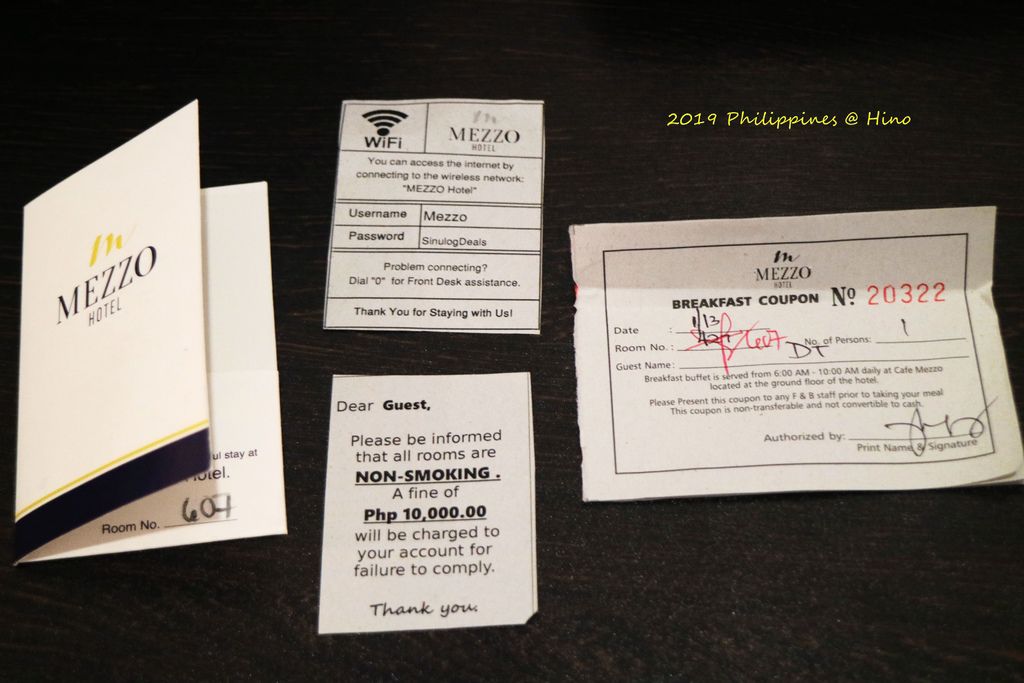 2019 Philippines @ Hino
m
MEZZO
HOTEL
ul stay at
otel.
Room No. 607
WiFi
m
MEZZO
HOTEL
You can access the internet by
connecting to the wireless network:
"MEZZO Hotel"
Username Mezzo
Password SinulogDeals
Problem connecting?
Dial "0" for Front Desk assistance.
Thank You for Staying with Us!
Dear Guest,
Please be informed
that all rooms are
NON-SMOKING .
A fine of
Php 10,000.00
will be charged to
your account for
failure to comply.
Thank you.
m
MEZZO
HOTEL
BREAKFAST COUPON No 20322
Date : 1/13
Room No. : 607 No. of Persons: 1
Guest Name : DT
Breakfast buffet is served from 6:00 AM - 10:00 AM daily at Cafe Mezzo
located at the ground floor of the hotel.
Please Present this coupon to any F & B staff prior to taking your meal
This coupon is non-transferable and not convertible to cash.
Authorized by:
Print Name & Signature